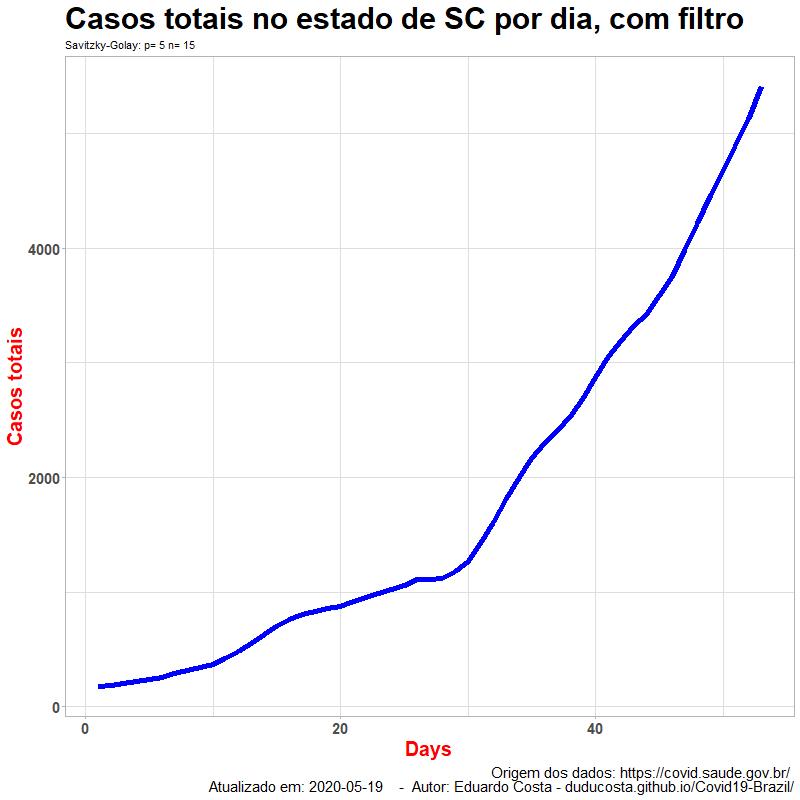 Casos totais no estado de SC por dia, com filtro
Savitzky-Golay: p= 5 n= 15
Casos totais
4000
2000
0
0 20 40
Days
Origem dos dados: https://covid.saude.gov.br/
Atualizado em: 2020-05-19 - Autor: Eduardo Costa - duducosta.github.io/Covid19-Brazil/